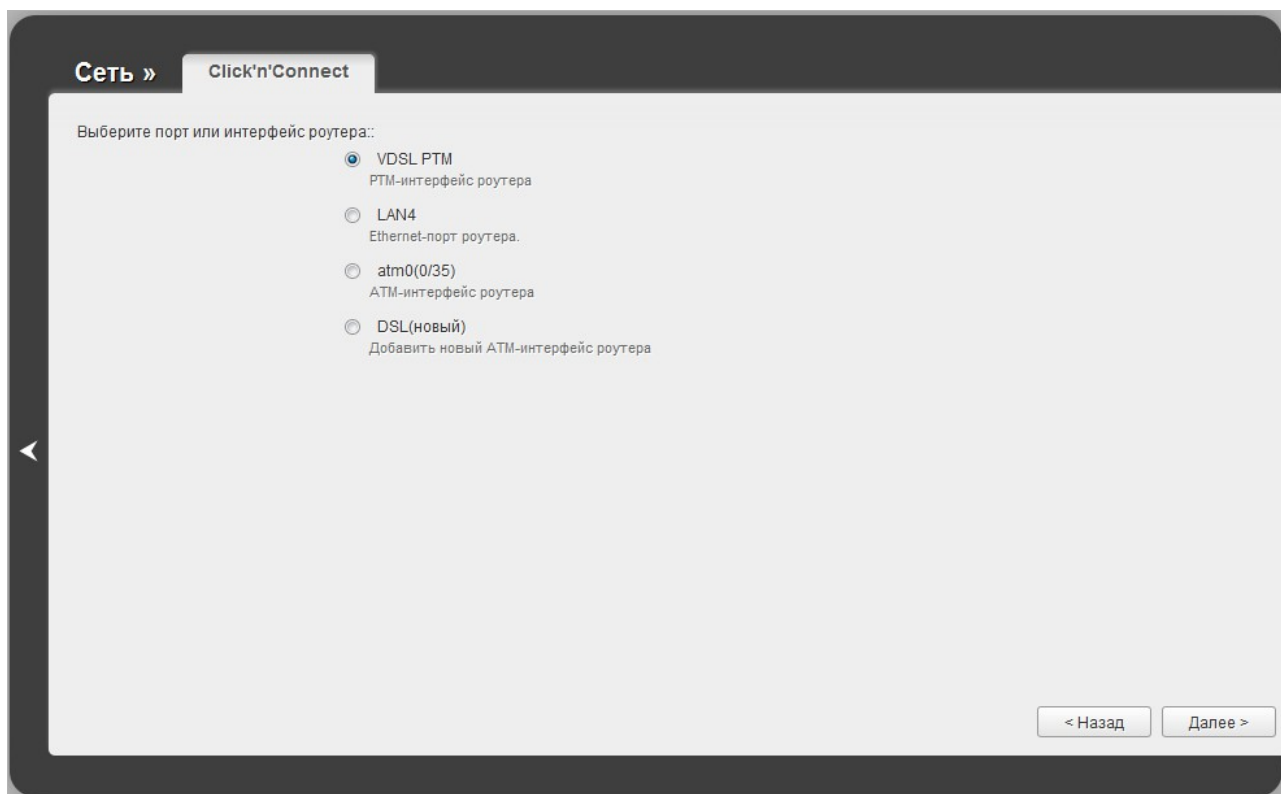 Сеть »
Click'n'Connect
Выберите порт или интерфейс роутера::
VDSL PTM
PTM-интерфейс роутера
LAN4
Ethernet-порт роутера.
atm0(0/35)
ATM-интерфейс роутера
DSL(новый)
Добавить новый ATM-интерфейс роутера
< Назад
Далее >